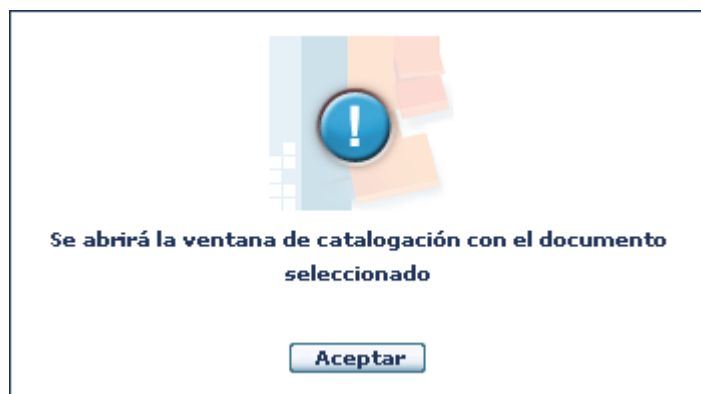 !
Se abrirá la ventana de catalogación con el documento
seleccionado
Aceptar